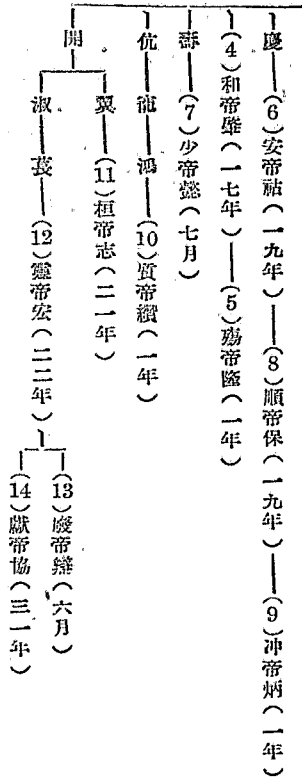 慶——(6)安帝祜(一九年)——(8)順帝保(一九年)——(9)冲帝炳(一年)
(4)和帝肇(一七年)——(5)殤帝隆(一年)
壽——(7)少帝懿(七月)
伉——寵——鴻——(10)質帝纘(一年)
開
翼——(11)桓帝志(二一年)
淑——萇——(12)靈帝宏(二二年)
(13)廢帝辯(六月)
(14)獻帝協(三一年)